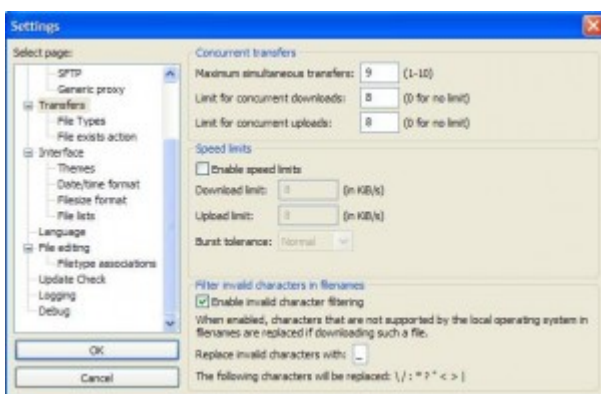 Settings
Select page:
SFTP
Generic proxy
Transfers
File Types
File exists action
Interface
Themes
Date/time format
Filesize format
File lists
Language
File editing
Filetype associations
Update Check
Logging
Debug
OK
Cancel
Concurrent transfers
Maximum simultaneous transfers: 9 (1-10)
Limit for concurrent downloads: 8 (0 for no limit)
Limit for concurrent uploads: 8 (0 for no limit)
Speed limits
Enable speed limits
Download limit: 8 (in KiB/s)
Upload limit: 8 (in KiB/s)
Burst tolerance: Normal
Filter invalid characters in filenames
Enable invalid character filtering
When enabled, characters that are not supported by the local operating system in
filenames are replaced if downloading such a file.
Replace invalid characters with: _
The following characters will be replaced: \ / : * ? " < > |